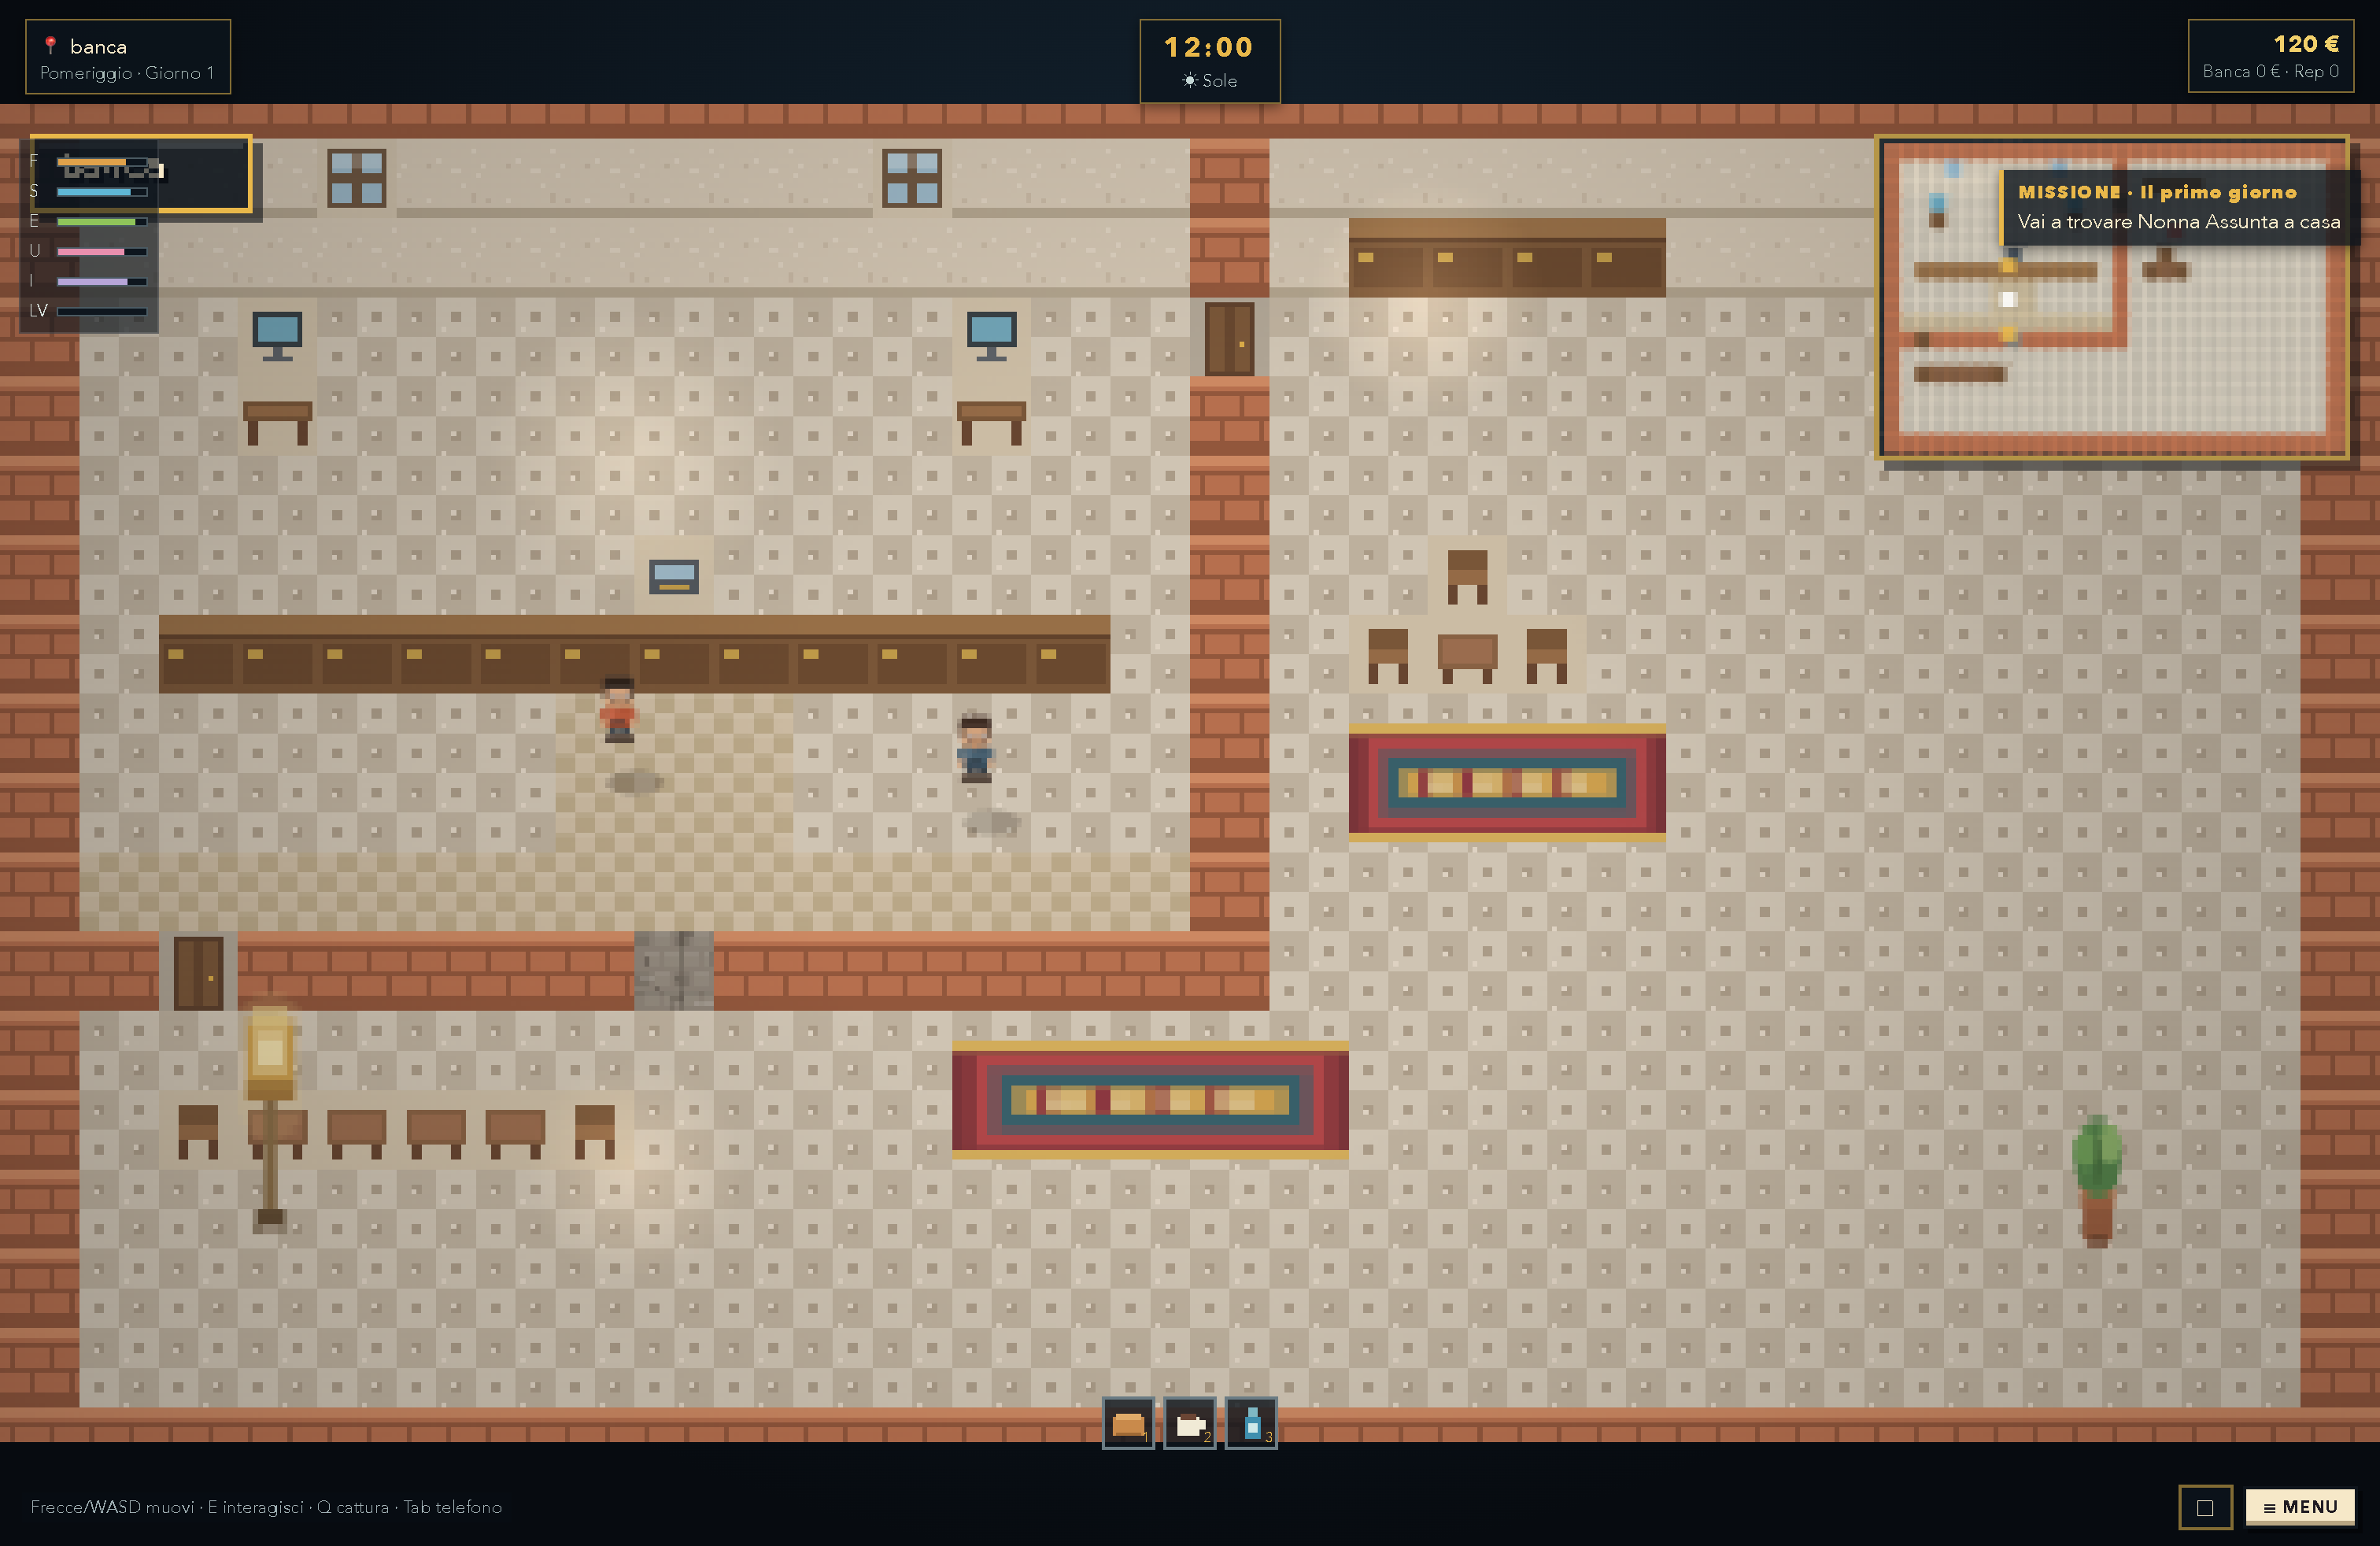 banca
Pomeriggio · Giorno 1
12:00
Sole
120 €
Banca 0 € · Rep 0
F
S
E
U
I
LV
MISSIONE · Il primo giorno
Vai a trovare Nonna Assunta a casa
1
2
3
Frecce/WASD muovi · E interagisci · Q cattura · Tab telefono
≡ MENU